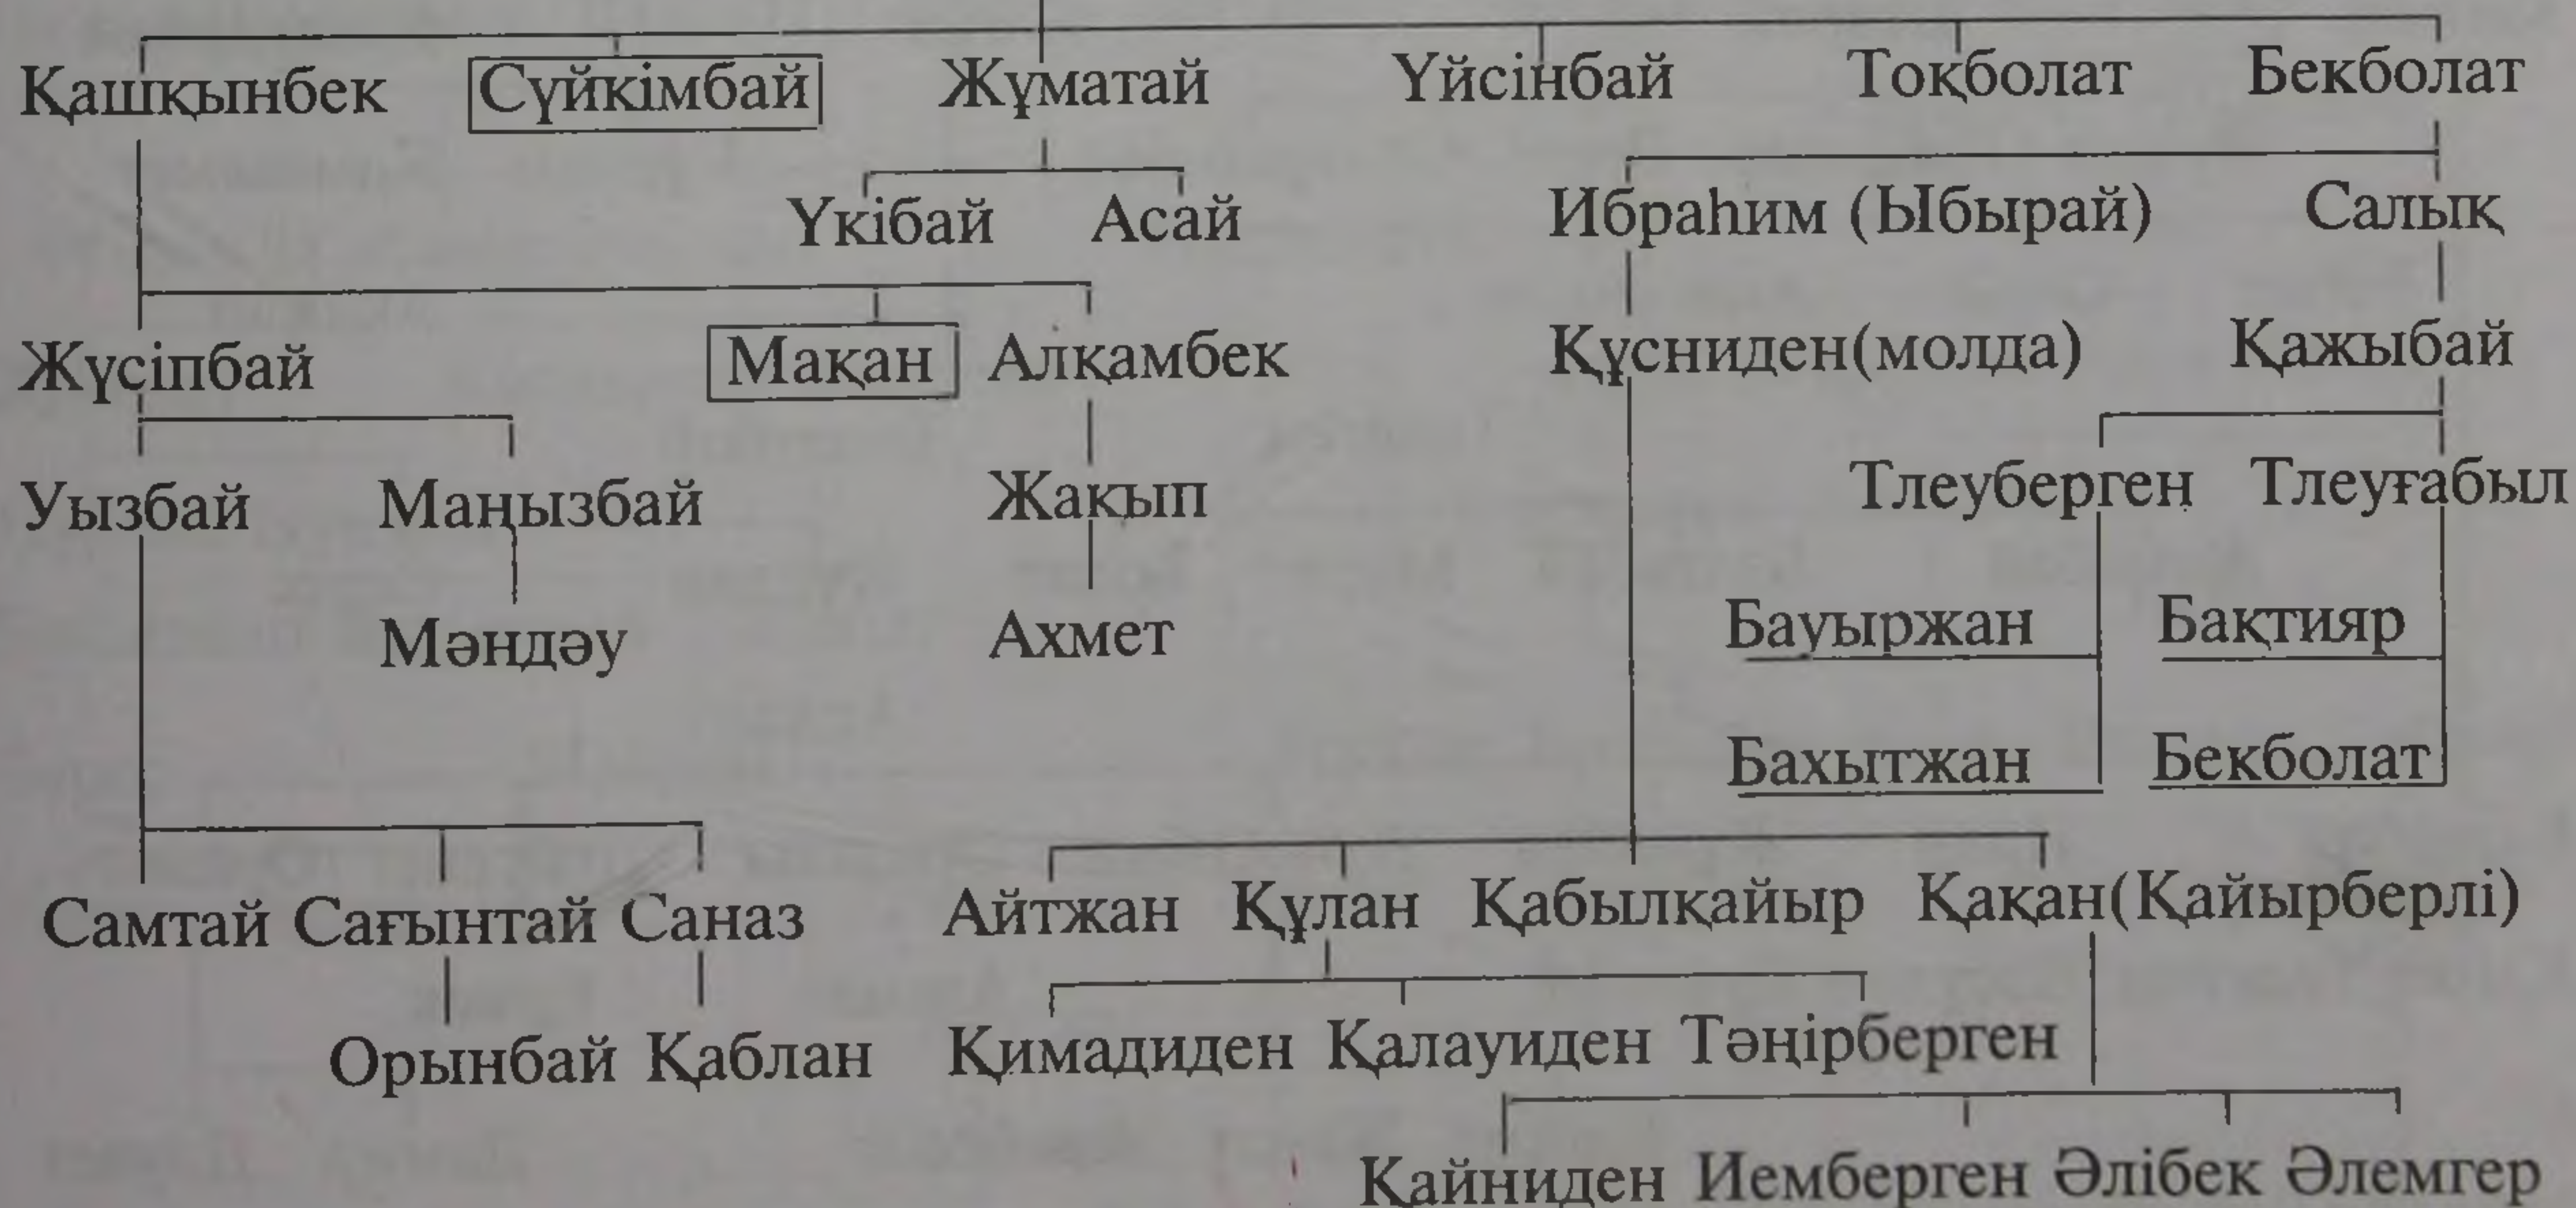 Қашқынбек Сүйкімбай Жұматай Үйсінбай Тоқболат Бекболат
Үкібай Асай Ибраһим (Ыбырай) Салық
Жүсіпбай Мақан Алқамбек Құсниден(молда) Қажыбай
Уызбай Маңызбай Жақып Тлеуберген Тлеуғабыл
Мәңдәу Ахмет Бауыржан Бақтияр
Бахытжан Бекболат
Самтай Сағынтай Саназ Айтжан Құлан Қабылқайыр Қақан(Қайырберлі)
Орынбай Қаблан Қимадиден Қалауиден Тәңірберген
Қайниден Иемберген Әлібек Әлемгер